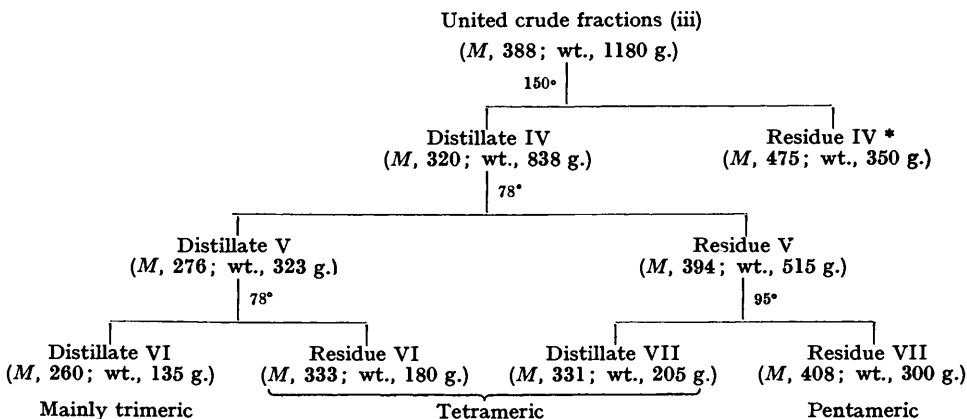 United crude fractions (iii)
(M, 388; wt., 1180 g.)
150°
Distillate IV
(M, 320; wt., 838 g.)
Residue IV *
(M, 475; wt., 350 g.)
78°
Distillate V
(M, 276; wt., 323 g.)
Residue V
(M, 394; wt., 515 g.)
78°
95°
Distillate VI
(M, 260; wt., 135 g.)
Residue VI
(M, 333; wt., 180 g.)
Distillate VII
(M, 331; wt., 205 g.)
Residue VII
(M, 408; wt., 300 g.)
Mainly trimeric
Tetrameric
Pentameric